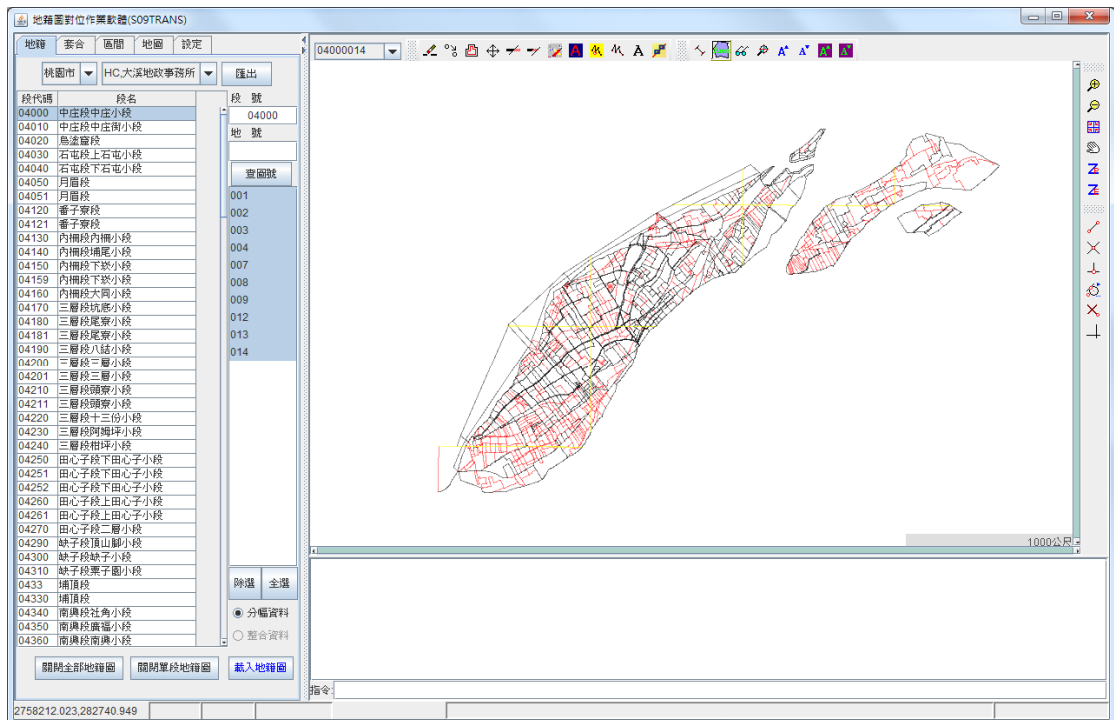 地籍圖對位作業軟體(S09TRANS)
地籍 套合 區間 地圖 設定
桃園市 HC,大溪地政事務所 匯出
04000014
段代碼 段名
04000 中庄段中庄小段
04010 中庄段中庄街小段
04020 烏塗窟段
04030 石屯段上石屯小段
04040 石屯段下石屯小段
04050 月眉段
04051 月眉段
04120 番子寮段
04121 番子寮段
04130 內柵段內柵小段
04140 內柵段埔尾小段
04150 內柵段下崁小段
04159 內柵段下崁小段
04160 內柵段大同小段
04170 三層段坑底小段
04180 三層段尾寮小段
04181 三層段尾寮小段
04190 三層段八結小段
04200 三層段三層小段
04201 三層段三層小段
04210 三層段頭寮小段
04211 三層段頭寮小段
04220 三層段十三份小段
04230 三層段阿姆坪小段
04240 三層段柑坪小段
04250 田心子段下田心子小段
04251 田心子段下田心子小段
04252 田心子段下田心子小段
04260 田心子段上田心子小段
04261 田心子段上田心子小段
04270 田心子段二層小段
04290 缺子段頂山腳小段
04300 缺子段缺子小段
04310 缺子段栗子園小段
0433 埔頂段
04330 埔頂段
04340 南興段社角小段
04350 南興段廣福小段
04360 南興段南興小段
段 號
04000
地 號
查圖號
001
002
003
004
007
008
009
012
013
014
除選 全選
分幅資料
整合資料
關閉全部地籍圖 關閉單段地籍圖 載入地籍圖
1000公尺
指令:
2758212.023,282740.949